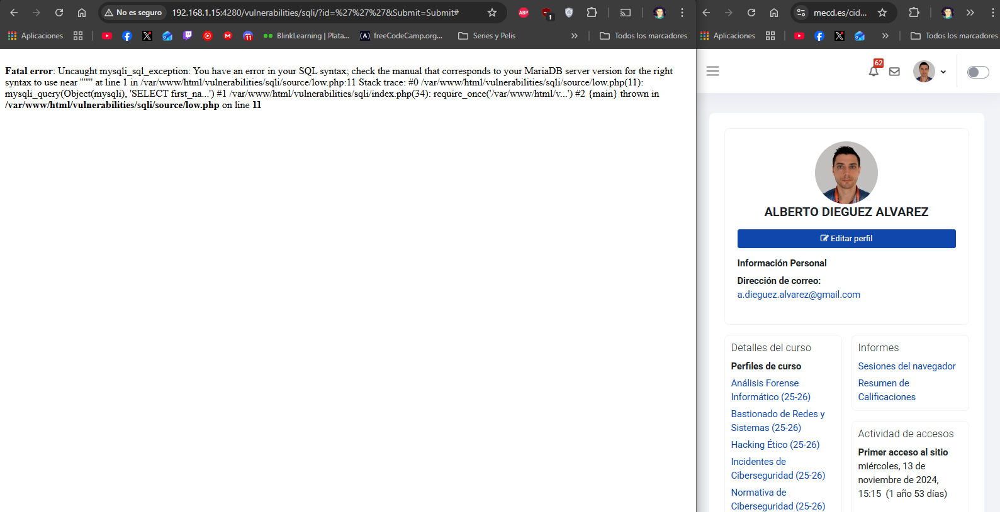 No es seguro
192.168.1.15:4280/vulnerabilities/sqli/?id=%27%27%27&Submit=Submit#
ABP
1
Aplicaciones
11
BlinkLearning | Plata...
freeCodeCamp.org...
Series y Pelis
»
Todos los marcadores
Fatal error: Uncaught mysqli_sql_exception: You have an error in your SQL syntax; check the manual that corresponds to your MariaDB server version for the right
syntax to use near ''''' at line 1 in /var/www/html/vulnerabilities/sqli/source/low.php:11 Stack trace: #0 /var/www/html/vulnerabilities/sqli/source/low.php(11):
mysqli_query(Object(mysqli), 'SELECT first_na...') #1 /var/www/html/vulnerabilities/sqli/index.php(34): require_once('/var/www/html/v...') #2 {main} thrown in
/var/www/html/vulnerabilities/sqli/source/low.php on line 11
mecd.es/cid...
»
Aplicaciones
»
Todos los marcadores
62
ALBERTO DIEGUEZ ALVAREZ
Editar perfil
Información Personal
Dirección de correo:
a.dieguez.alvarez@gmail.com
Detalles del curso
Perfiles de curso
Análisis Forense
Informático (25-26)
Bastionado de Redes y
Sistemas (25-26)
Hacking Ético (25-26)
Incidentes de
Ciberseguridad (25-26)
Normativa de
Ciberseguridad (25-26)
Informes
Sesiones del navegador
Resumen de
Calificaciones
Actividad de accesos
Primer acceso al sitio
miércoles, 13 de
noviembre de 2024,
15:15 (1 año 53 días)